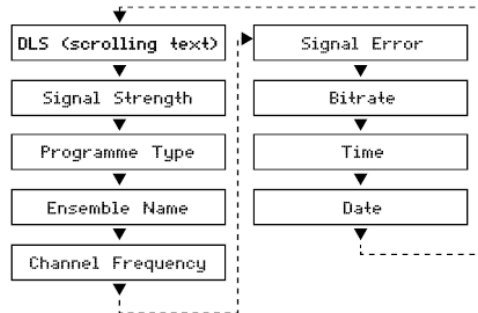 DLS (scrolling text)
Signal Strength
Programme Type
Ensemble Name
Channel Frequency
Signal Error
Bitrate
Time
Date